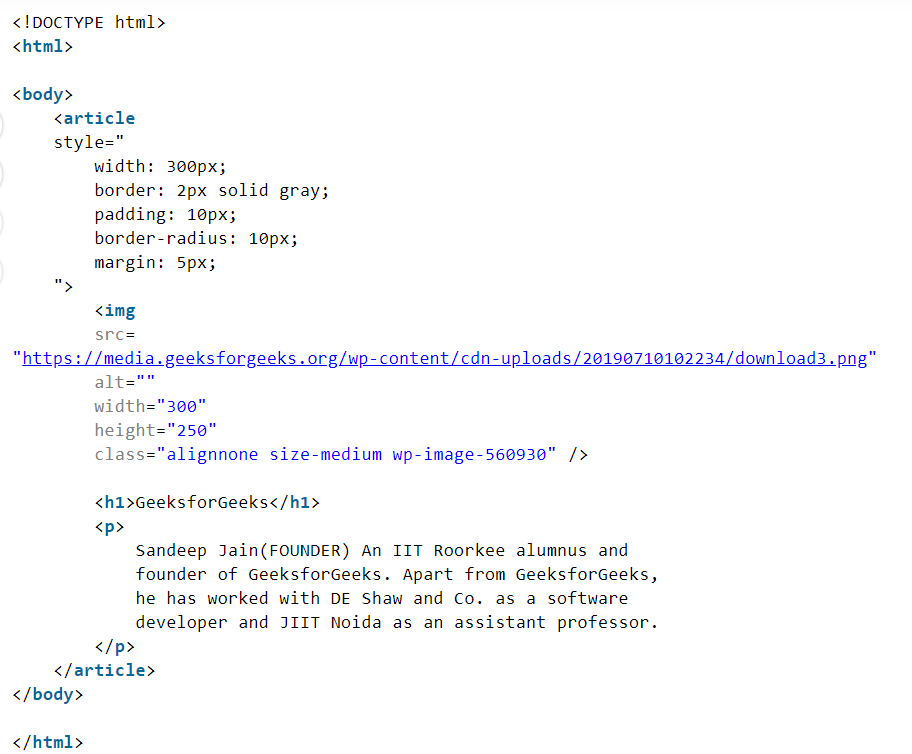 <!DOCTYPE html>
<html>
<body>
<article
style="
width: 300px;
border: 2px solid gray;
padding: 10px;
border-radius: 10px;
margin: 5px;
">
<img
src=
"https://media.geeksforgeeks.org/wp-content/cdn-uploads/20190710102234/download3.png"
alt=""
width="300"
height="250"
class="alignnone size-medium wp-image-560930" />
<h1>GeeksforGeeks</h1>
<p>
Sandeep Jain(FOUNDER) An IIT Roorkee alumnus and
founder of GeeksforGeeks. Apart from GeeksforGeeks,
he has worked with DE Shaw and Co. as a software
developer and JIIT Noida as an assistant professor.
</p>
</article>
</body>
</html>